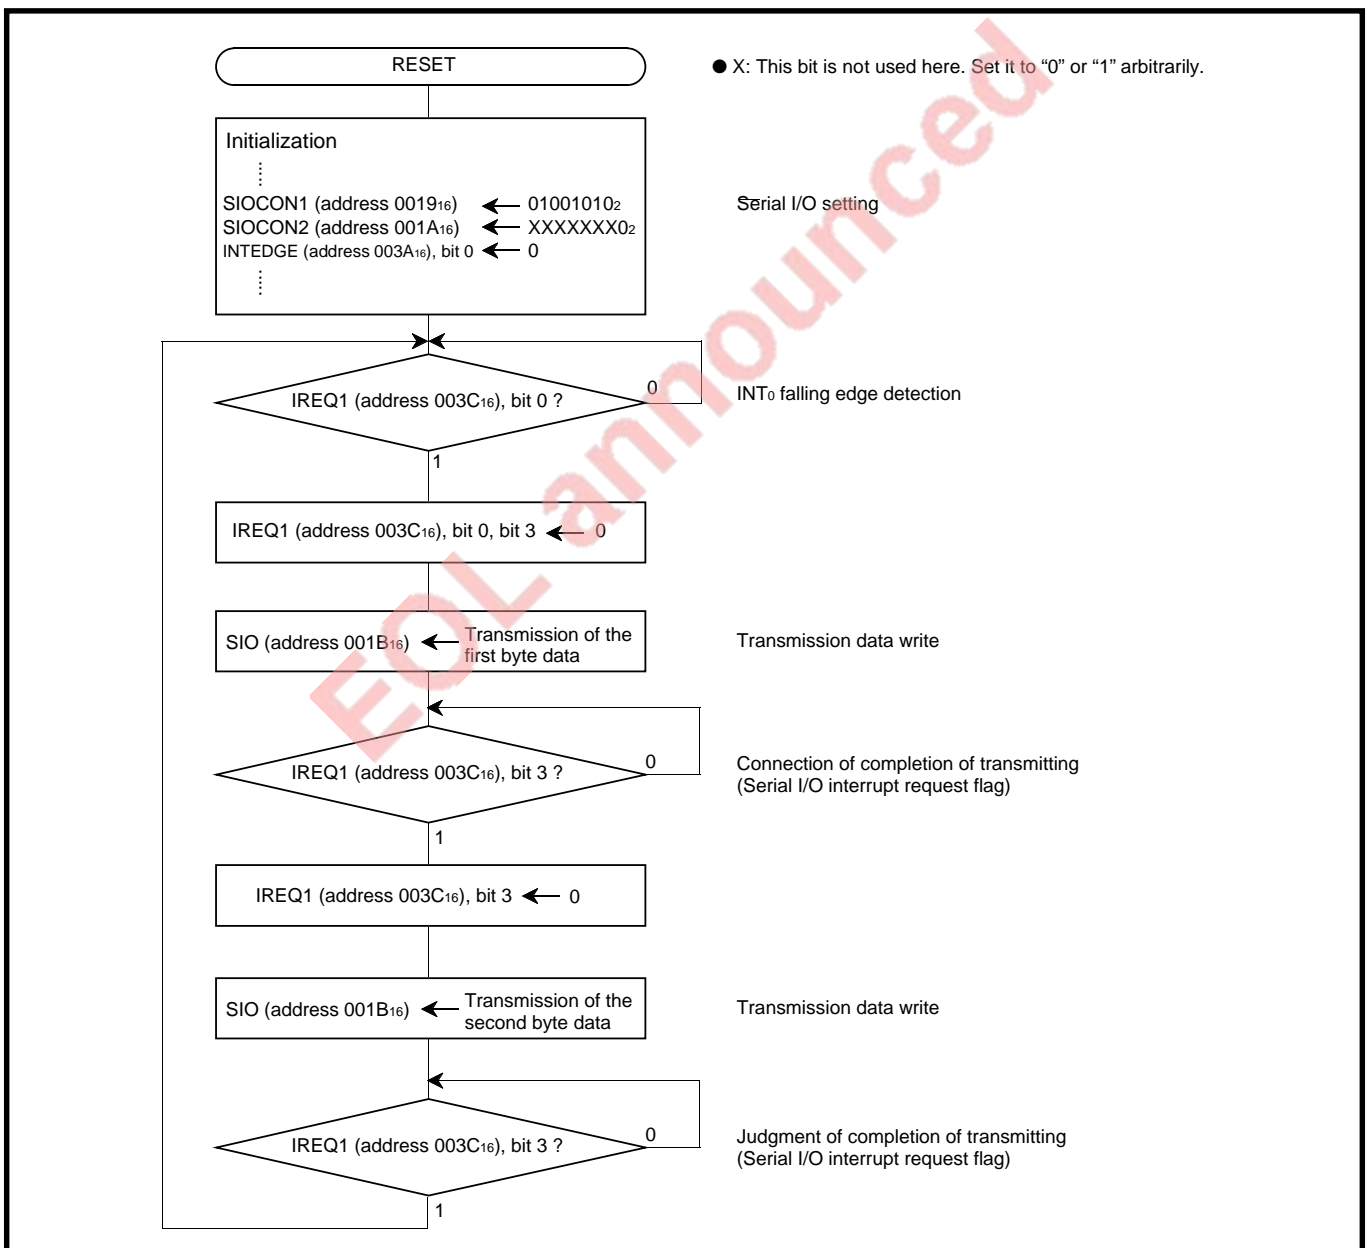 RESET
● X: This bit is not used here. Set it to “0” or “1” arbitrarily.
Initialization
SIOCON1 (address 001916) ← 010010102
SIOCON2 (address 001A16) ← XXXXXXX02
INTEDGE (address 003A16), bit 0 ← 0
Serial I/O setting
IREQ1 (address 003C16), bit 0 ?
0
INT0 falling edge detection
1
IREQ1 (address 003C16), bit 0, bit 3 ← 0
SIO (address 001B16) ← Transmission of the
first byte data
Transmission data write
IREQ1 (address 003C16), bit 3 ?
0
Connection of completion of transmitting
(Serial I/O interrupt request flag)
1
IREQ1 (address 003C16), bit 3 ← 0
SIO (address 001B16) ← Transmission of the
second byte data
Transmission data write
IREQ1 (address 003C16), bit 3 ?
0
Judgment of completion of transmitting
(Serial I/O interrupt request flag)
1
EOL announced